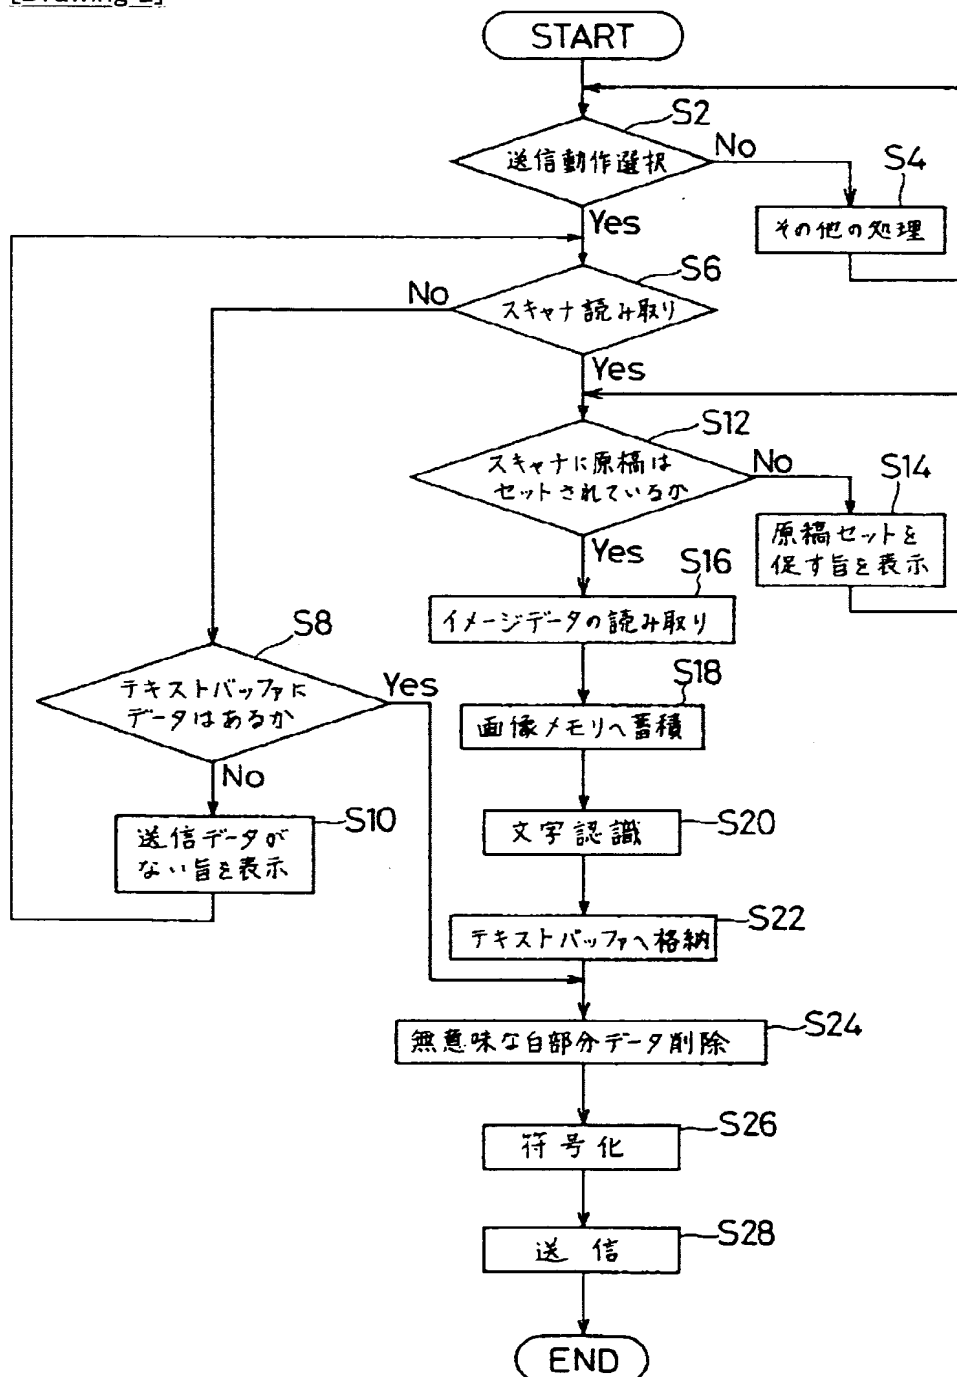 START
S2
送信動作選択
No
S4
その他の処理
Yes
S6
No
スキャナ読み取り
Yes
S12
スキャナに原稿は
セットされているか
No
S14
原稿セットを
促す旨を表示
Yes
S16
イメージデータの読み取り
S8
テキストバッファに
データはあるか
Yes
No
S18
画像メモリへ蓄積
S10
送信データが
ない旨を表示
S20
文字認識
S22
テキストバッファへ格納
S24
無意味な白部分データ削除
S26
符号化
S28
送信
END